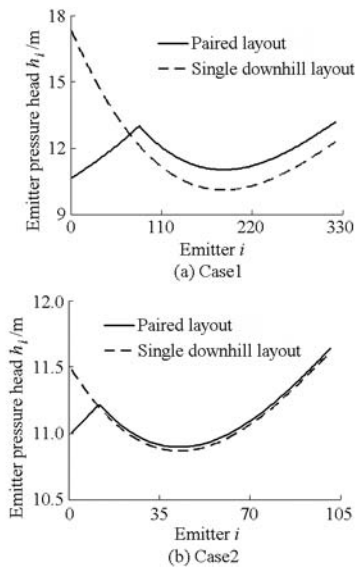 18
15
12
9
Emitter pressure head h_i/m
Paired layout
Single downhill layout
0
110
220
330
Emitter i
(a) Case1
12.0
11.5
11.0
10.5
Emitter pressure head h_i/m
Paired layout
Single downhill layout
0
35
70
105
Emitter i
(b) Case2